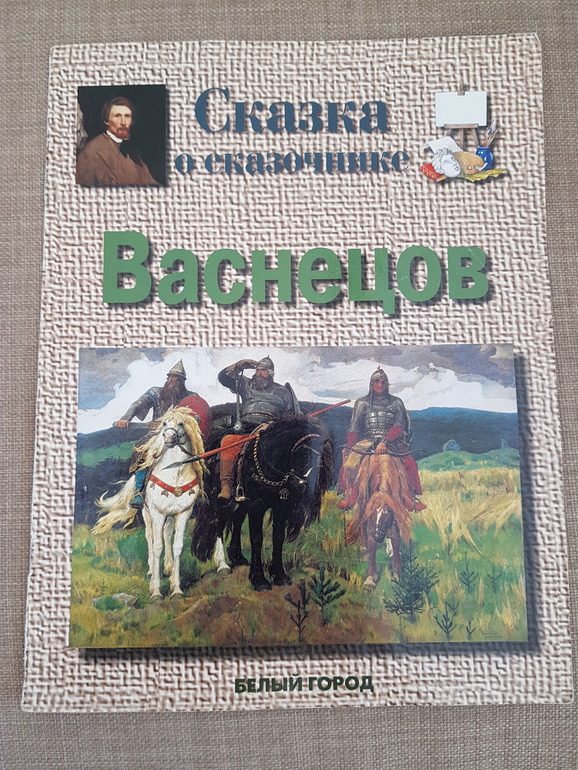 Сказка
о сказочнике
Васнецов
БЕЛЫЙ ГОРОД